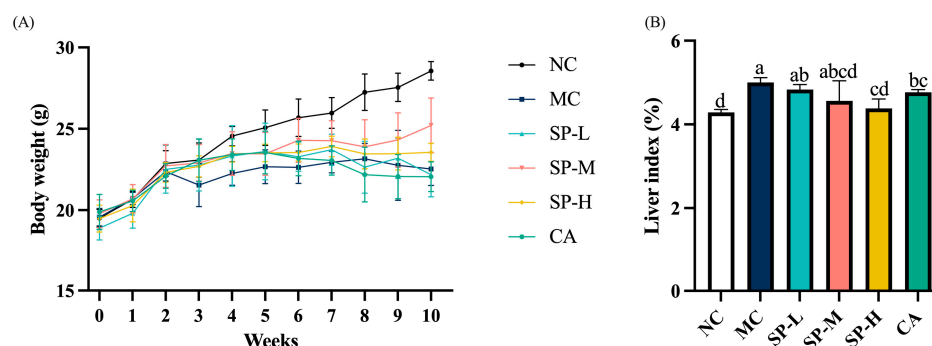 (A)
Body weight (g)
30
25
20
15
0 1 2 3 4 5 6 7 8 9 10
Weeks
NC
MC
SP-L
SP-M
SP-H
CA
(B)
Liver index (%)
6
4
2
0
d a ab abcd cd bc
NC MC SP-L SP-M SP-H CA